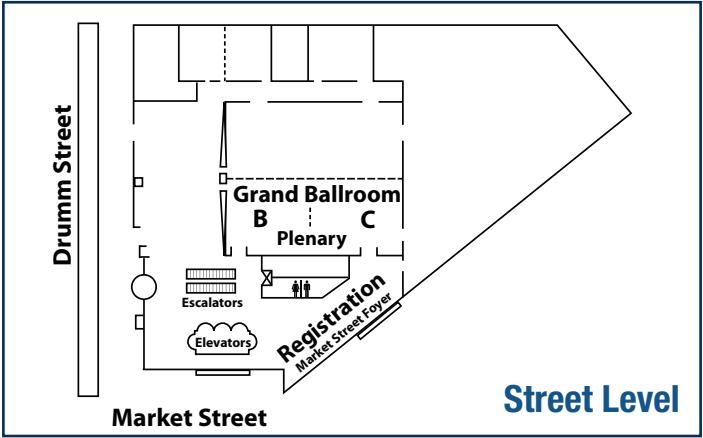 Drumm Street
Grand Ballroom
B
C
Plenary
Escalators
Registration
Market Street Foyer
Elevators
Street Level
Market Street